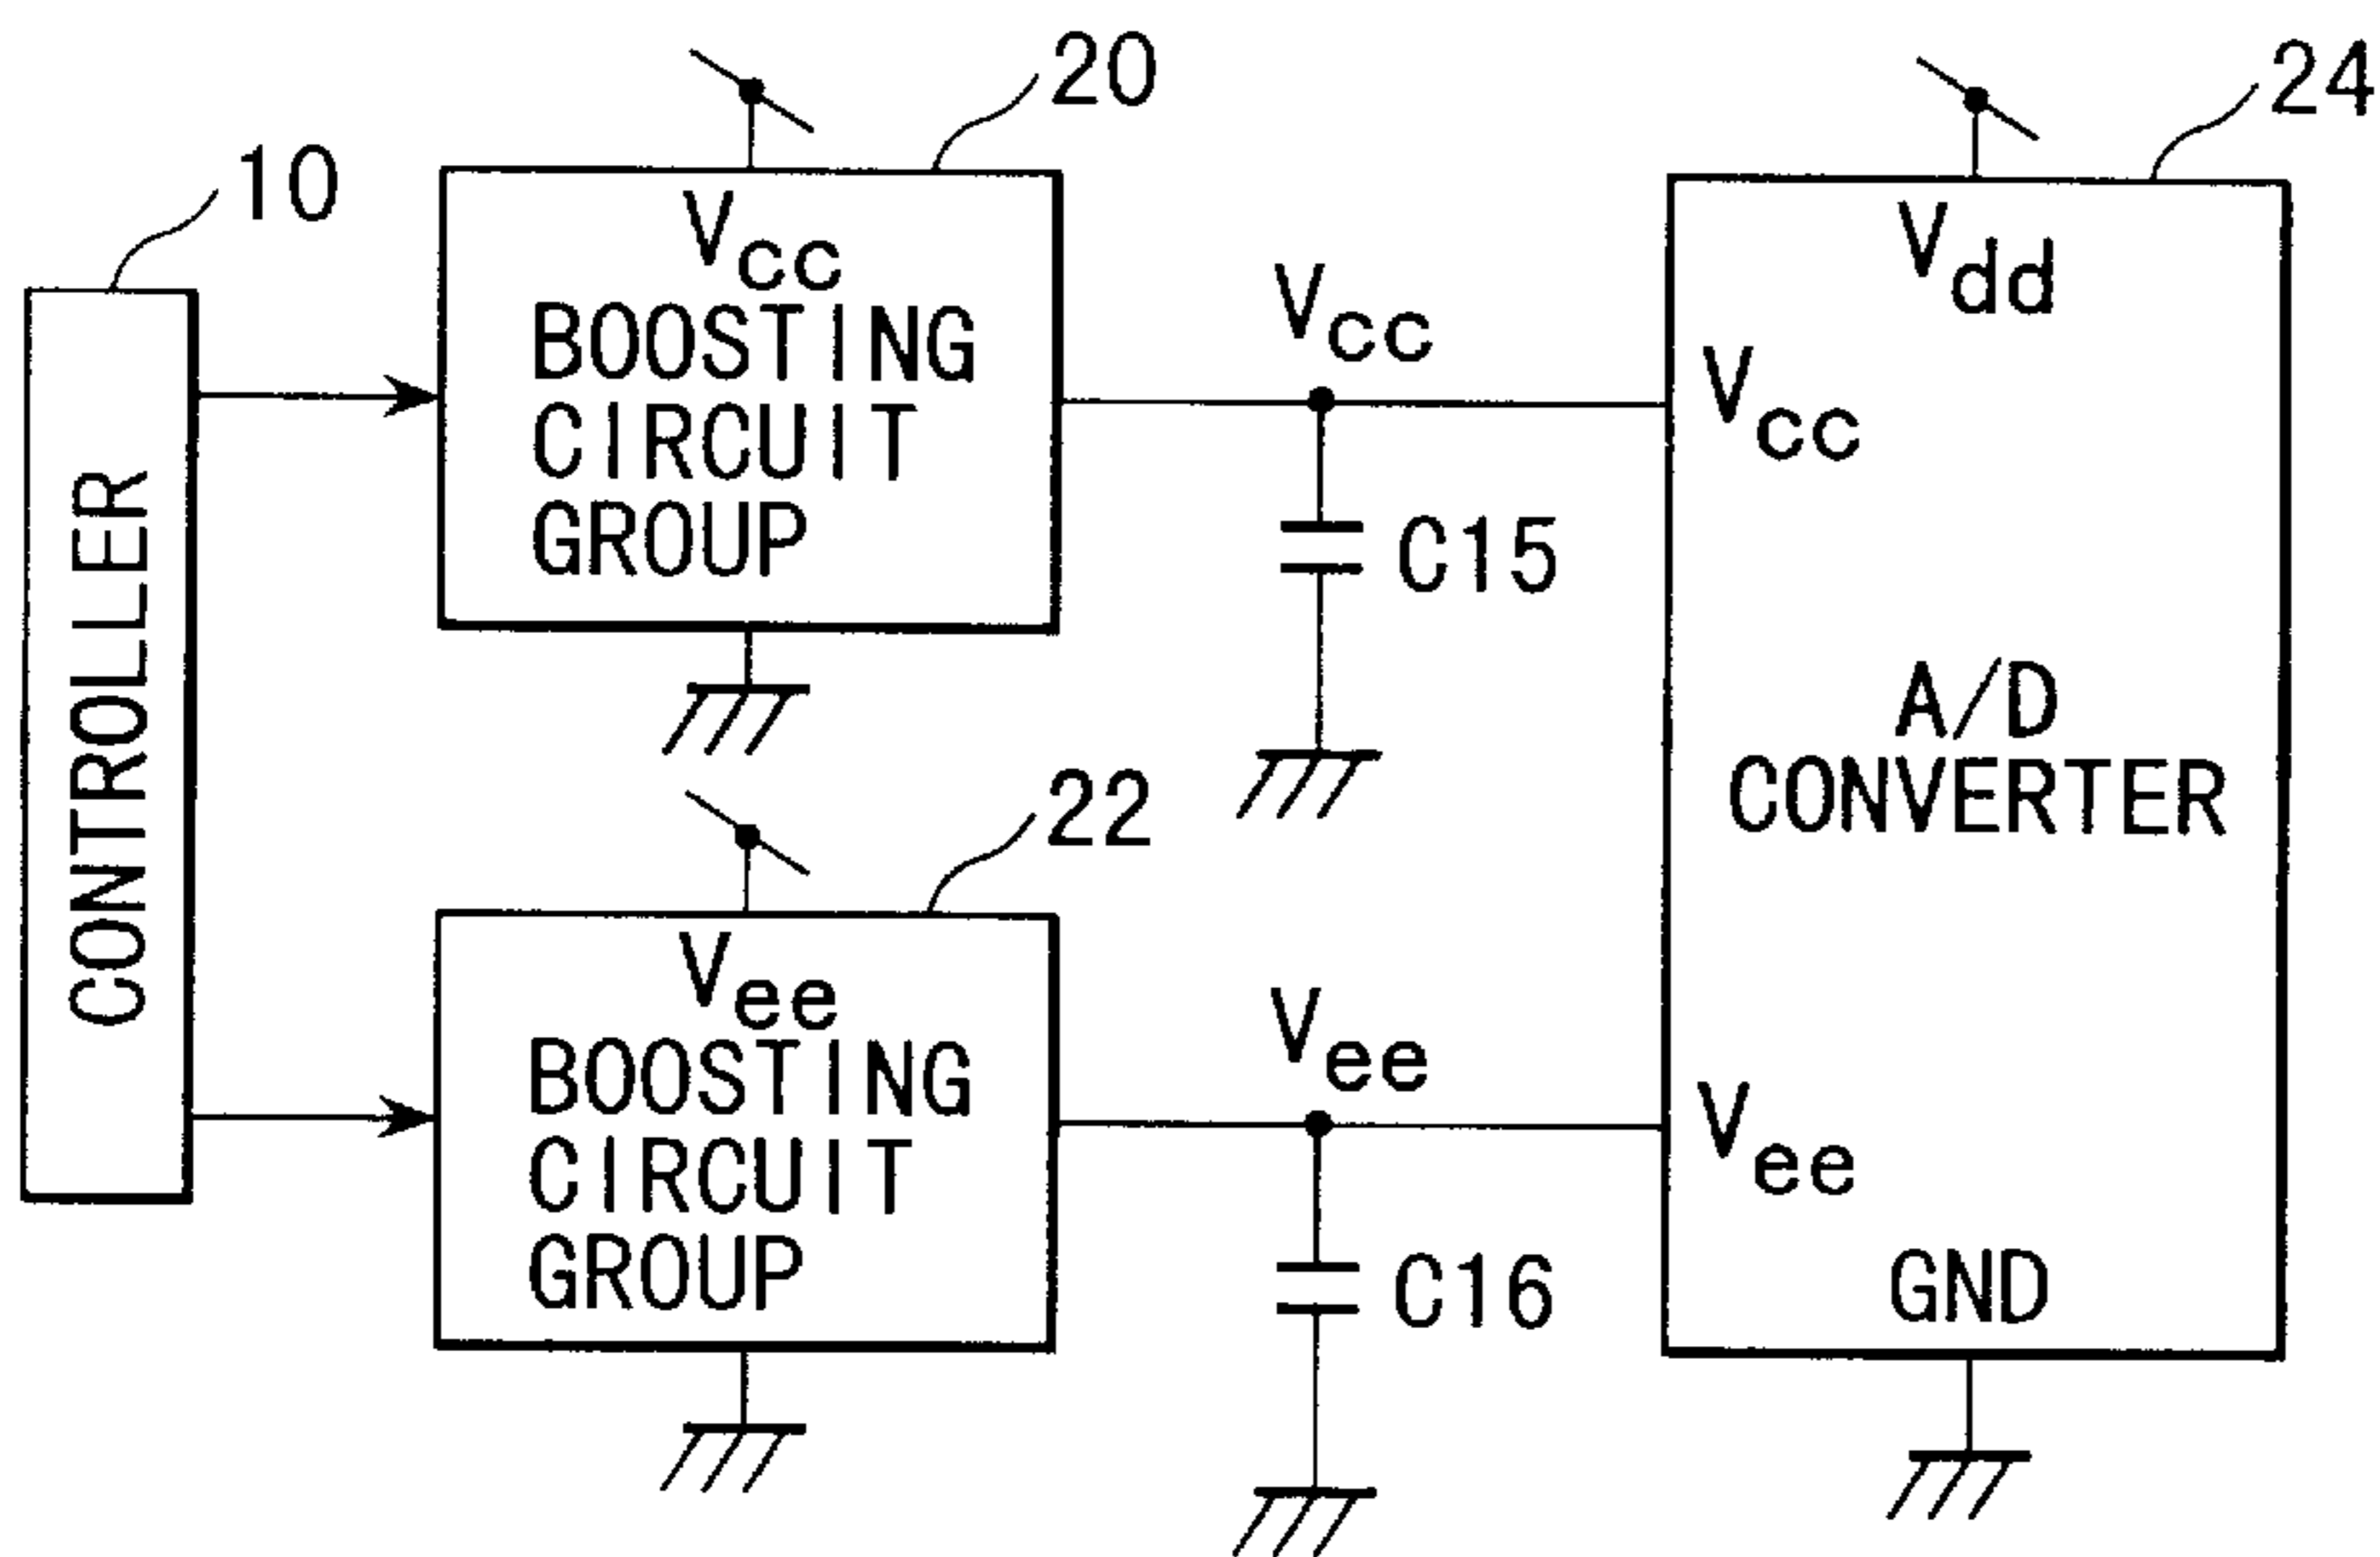 10
CONTROLLER
20
Vcc
BOOSTING
CIRCUIT
GROUP
Vcc
C15
22
Vee
BOOSTING
CIRCUIT
GROUP
Vee
C16
24
Vdd
Vcc
A/D
CONVERTER
Vee
GND